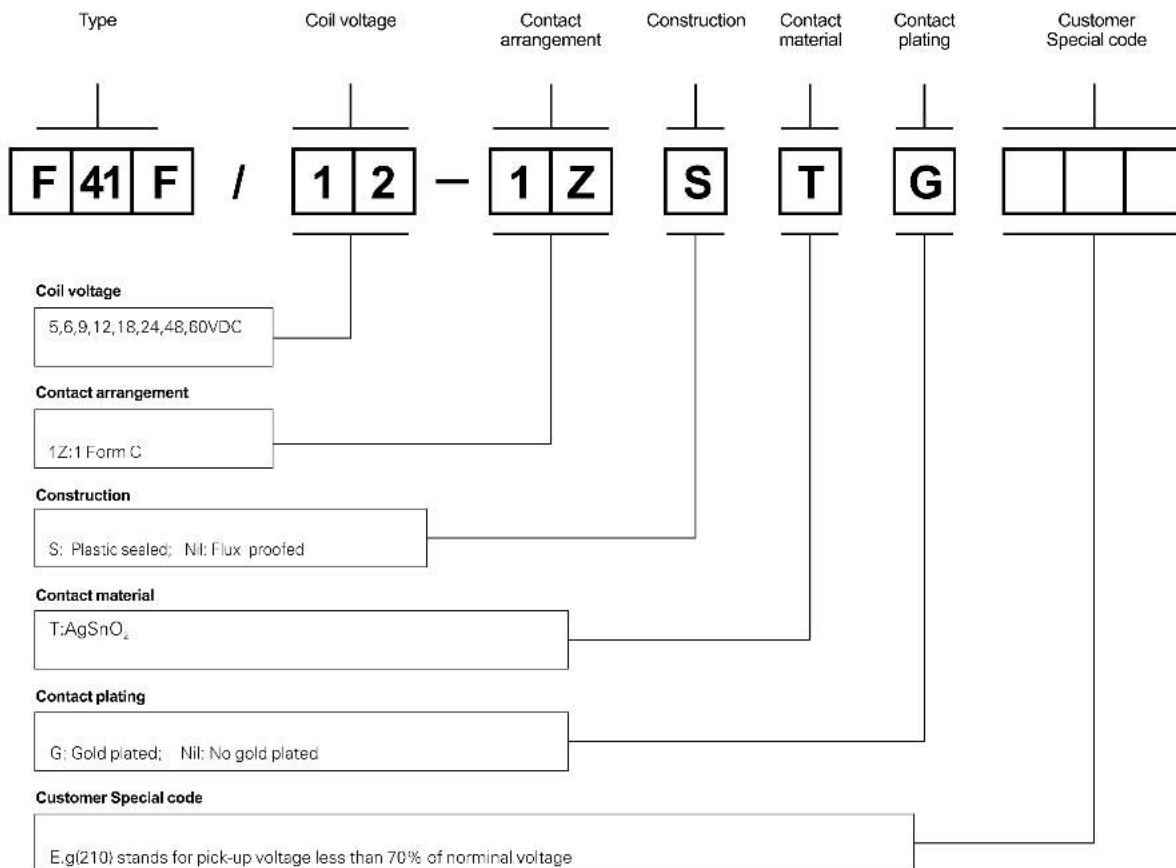 Type Coil voltage Contact arrangement Construction Contact material Contact plating Customer Special code
F 41 F / 1 2 — 1 Z S T G
Coil voltage
5,6,9,12,18,24,48,60VDC
Contact arrangement
1Z:1 Form C
Construction
S: Plastic sealed; Nil: Flux proofed
Contact material
T:AgSnO₂
Contact plating
G: Gold plated; Nil: No gold plated
Customer Special code
E.g(210) stands for pick-up voltage less than 70% of norminal voltage